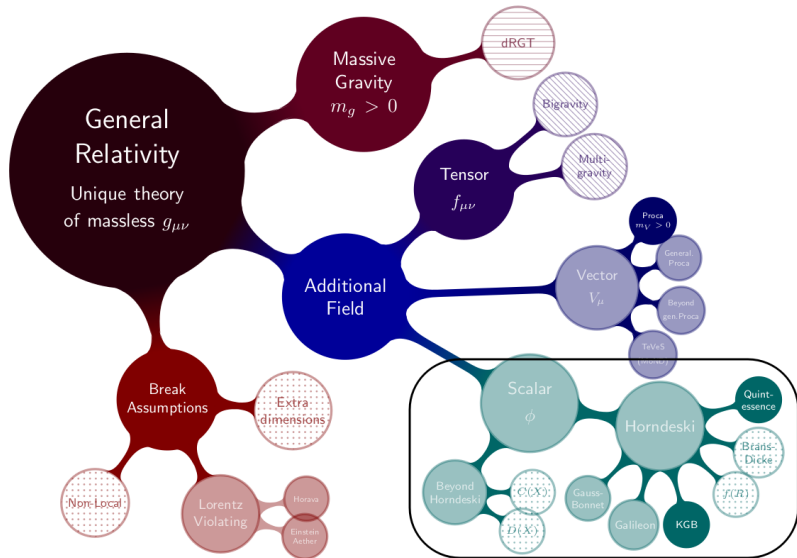 General
Relativity
Unique theory
of massless $g_{\mu\nu}$
Massive
Gravity
$m_g > 0$
dRGT
Additional
Field
Tensor
$f_{\mu\nu}$
Bigravity
Multi-
gravity
Vector
$V_\mu$
Proca
$m_V > 0$
General.
Proca
Beyond
gen.Proca
TeVeS
(MOND)
Scalar
$\phi$
Horndeski
Quint-
essence
Brans-
Dicke
$f(R)$
KGB
Galileon
Gauss-
Bonnet
Beyond
Horndeski
$C(X)$
$D(X)$
Break
Assumptions
Extra
dimensions
Non-Local
Lorentz
Violating
Horava
Einstein
Aether